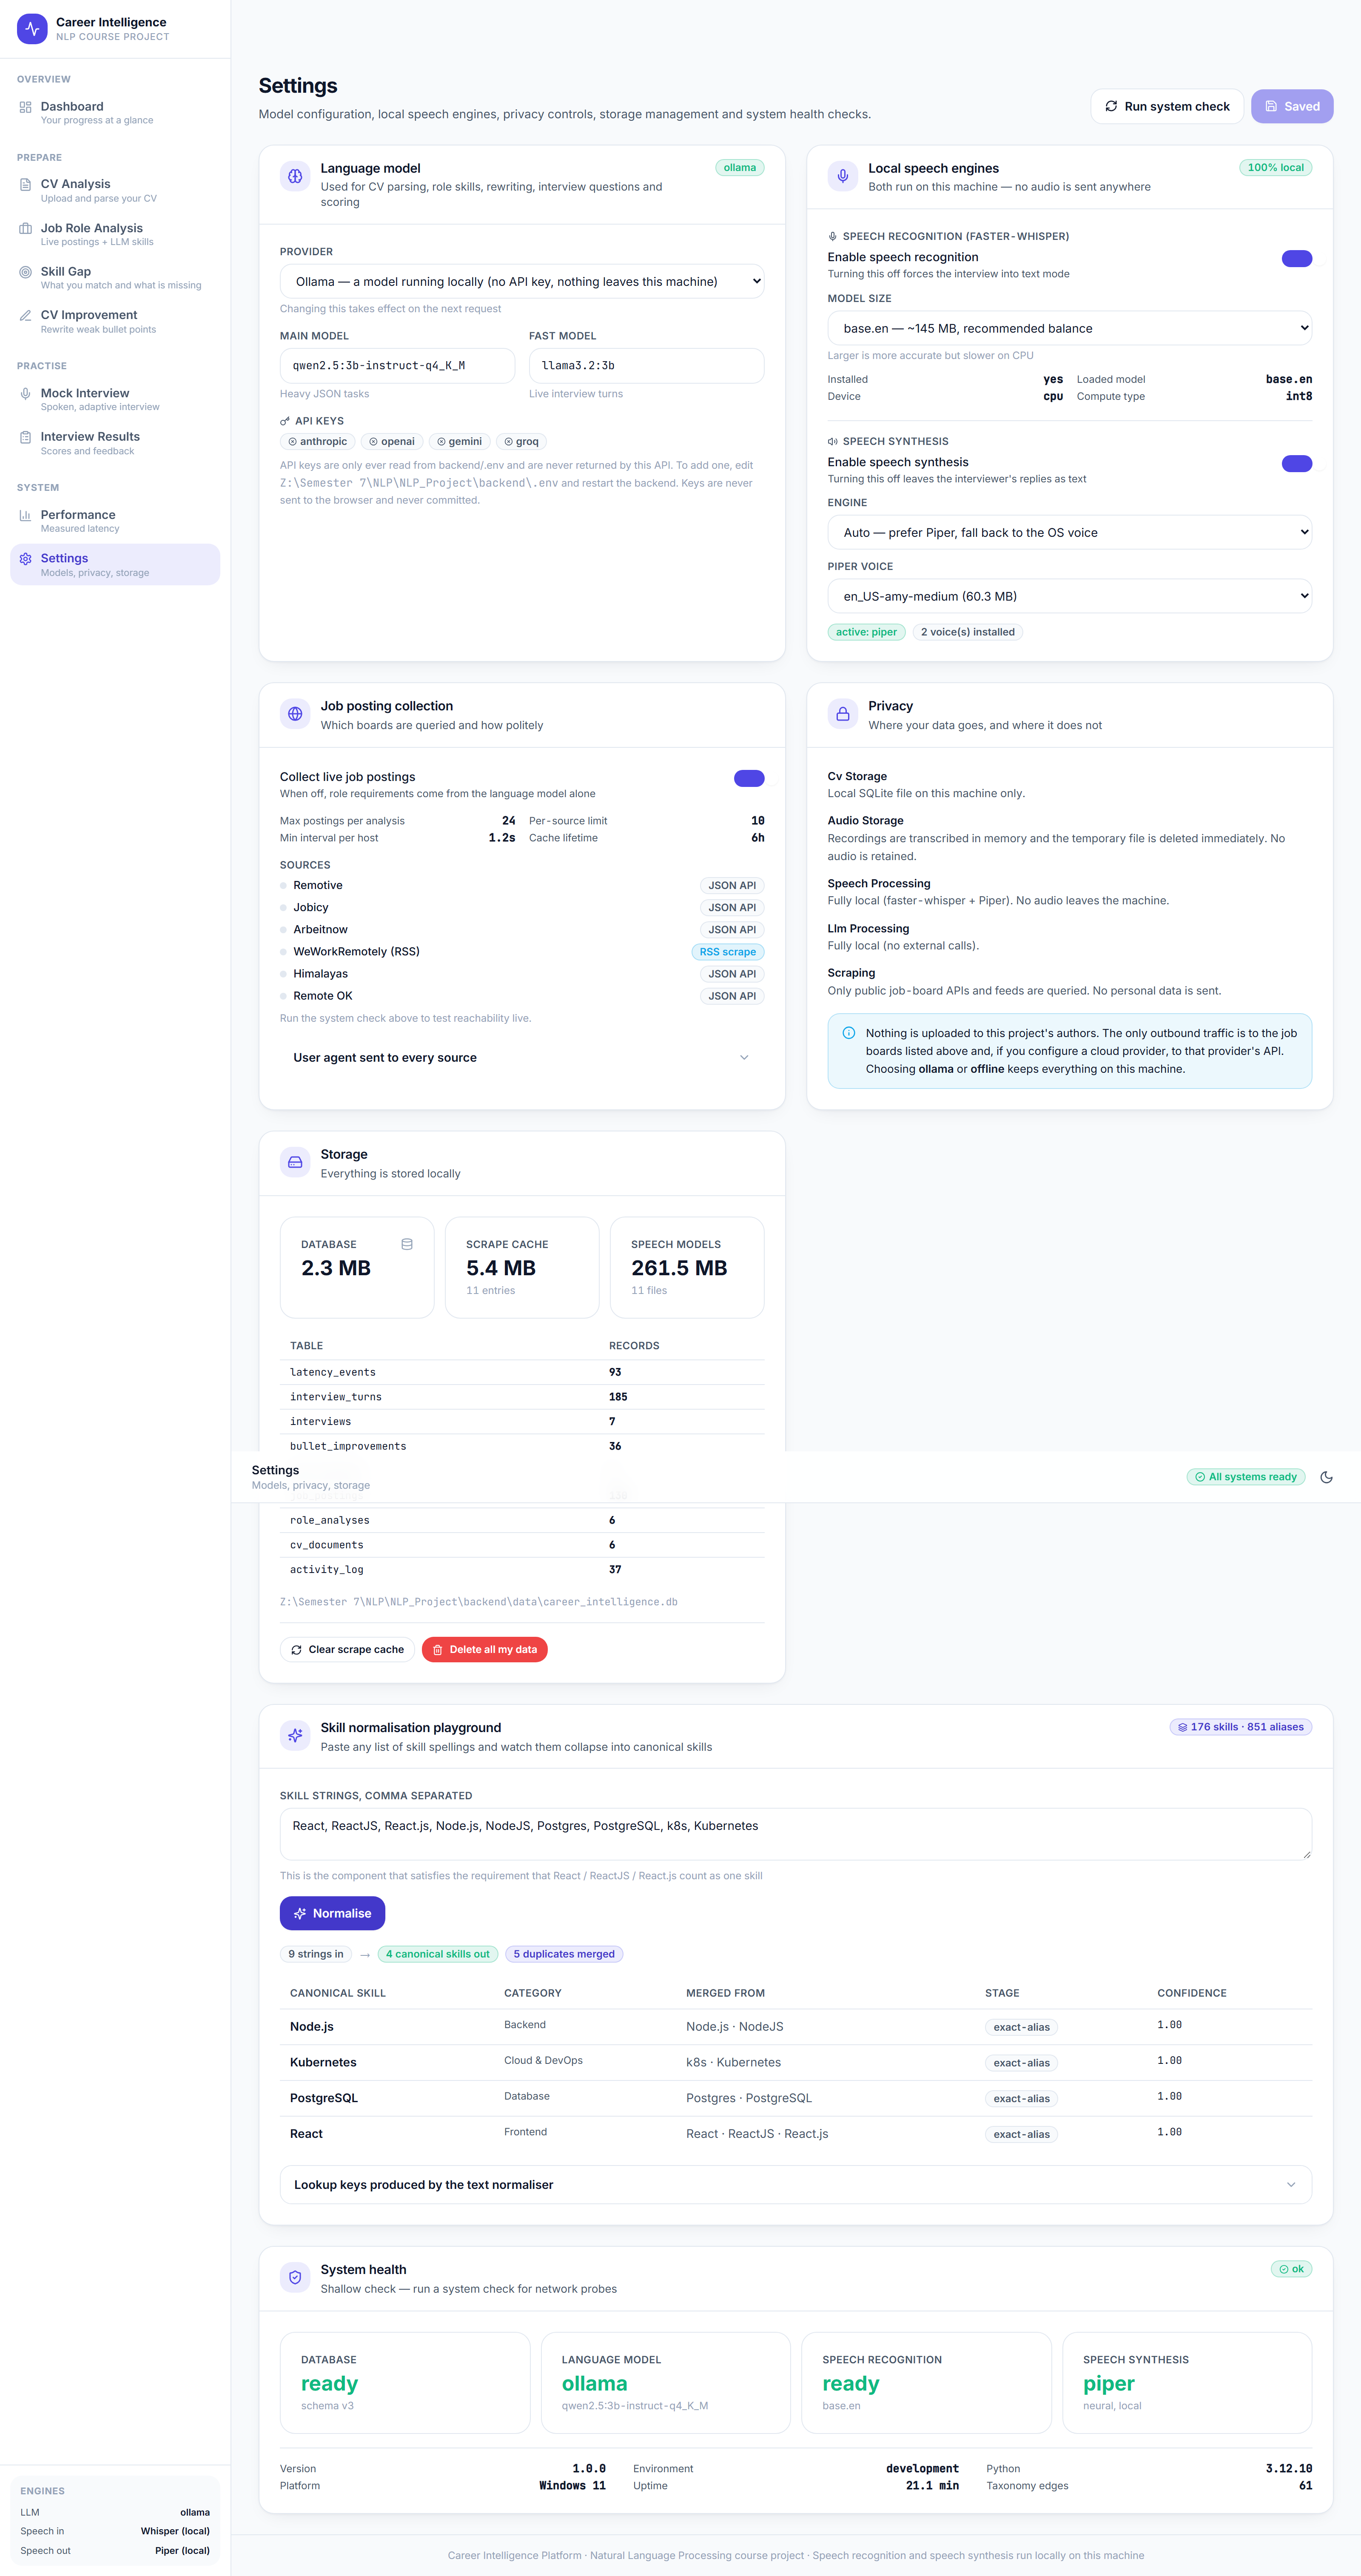 Career Intelligence
NLP COURSE PROJECT
OVERVIEW
Dashboard
Your progress at a glance
PREPARE
CV Analysis
Upload and parse your CV
Job Role Analysis
Live postings + LLM skills
Skill Gap
What you match and what is missing
CV Improvement
Rewrite weak bullet points
PRACTISE
Mock Interview
Spoken, adaptive interview
Interview Results
Scores and feedback
SYSTEM
Performance
Measured latency
Settings
Models, privacy, storage
ENGINES
LLM ollama
Speech in Whisper (local)
Speech out Piper (local)
Settings
Model configuration, local speech engines, privacy controls, storage management and system health checks.
Run system check
Saved
Language model
Used for CV parsing, role skills, rewriting, interview questions and
scoring
ollama
PROVIDER
Ollama — a model running locally (no API key, nothing leaves this machine)
Changing this takes effect on the next request
MAIN MODEL FAST MODEL
qwen2.5:3b-instruct-q4_K_M llama3.2:3b
Heavy JSON tasks Live interview turns
API KEYS
anthropic openai gemini groq
API keys are only ever read from backend/.env and are never returned by this API. To add one, edit
Z:\Semester 7\NLP\NLP_Project\backend\.env and restart the backend. Keys are never
sent to the browser and never committed.
Local speech engines
Both run on this machine — no audio is sent anywhere
100% local
SPEECH RECOGNITION (FASTER-WHISPER)
Enable speech recognition
Turning this off forces the interview into text mode
MODEL SIZE
base.en — ~145 MB, recommended balance
Larger is more accurate but slower on CPU
Installed yes Loaded model base.en
Device cpu Compute type int8
SPEECH SYNTHESIS
Enable speech synthesis
Turning this off leaves the interviewer's replies as text
ENGINE
Auto — prefer Piper, fall back to the OS voice
PIPER VOICE
en_US-amy-medium (60.3 MB)
active: piper 2 voice(s) installed
Job posting collection
Which boards are queried and how politely
Collect live job postings
When off, role requirements come from the language model alone
Max postings per analysis 24 Per-source limit 10
Min interval per host 1.2s Cache lifetime 6h
SOURCES
Remotive JSON API
Jobicy JSON API
Arbeitnow JSON API
WeWorkRemotely (RSS) RSS scrape
Himalayas JSON API
Remote OK JSON API
Run the system check above to test reachability live.
User agent sent to every source
Privacy
Where your data goes, and where it does not
Cv Storage
Local SQLite file on this machine only.
Audio Storage
Recordings are transcribed in memory and the temporary file is deleted immediately. No
audio is retained.
Speech Processing
Fully local (faster-whisper + Piper). No audio leaves the machine.
Llm Processing
Fully local (no external calls).
Scraping
Only public job-board APIs and feeds are queried. No personal data is sent.
Nothing is uploaded to this project's authors. The only outbound traffic is to the job
boards listed above and, if you configure a cloud provider, to that provider's API.
Choosing ollama or offline keeps everything on this machine.
Storage
Everything is stored locally
DATABASE SCRAPE CACHE SPEECH MODELS
2.3 MB 5.4 MB 261.5 MB
11 entries 11 files
TABLE RECORDS
latency_events 93
interview_turns 185
interviews 7
bullet_improvements 36
Settings
Models, privacy, storage
All systems ready
role_analyses 6
cv_documents 6
activity_log 37
Z:\Semester 7\NLP\NLP_Project\backend\data\career_intelligence.db
Clear scrape cache Delete all my data
Skill normalisation playground
Paste any list of skill spellings and watch them collapse into canonical skills
176 skills · 851 aliases
SKILL STRINGS, COMMA SEPARATED
React, ReactJS, React.js, Node.js, NodeJS, Postgres, PostgreSQL, k8s, Kubernetes
This is the component that satisfies the requirement that React / ReactJS / React.js count as one skill
Normalise
9 strings in → 4 canonical skills out 5 duplicates merged
CANONICAL SKILL CATEGORY MERGED FROM STAGE CONFIDENCE
Node.js Backend Node.js · NodeJS exact-alias 1.00
Kubernetes Cloud & DevOps k8s · Kubernetes exact-alias 1.00
PostgreSQL Database Postgres · PostgreSQL exact-alias 1.00
React Frontend React · ReactJS · React.js exact-alias 1.00
Lookup keys produced by the text normaliser
System health
Shallow check — run a system check for network probes
ok
DATABASE LANGUAGE MODEL SPEECH RECOGNITION SPEECH SYNTHESIS
ready ollama ready piper
schema v3 qwen2.5:3b-instruct-q4_K_M base.en neural, local
Version 1.0.0 Environment development Python 3.12.10
Platform Windows 11 Uptime 21.1 min Taxonomy edges 61
Career Intelligence Platform · Natural Language Processing course project · Speech recognition and speech synthesis run locally on this machine